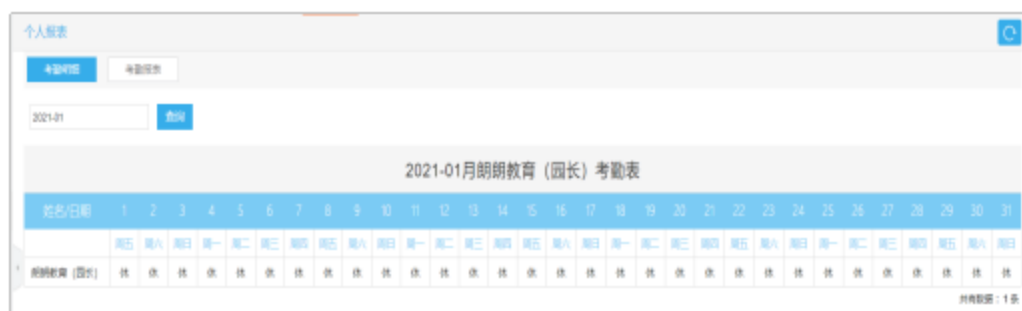 个人报表
考勤明细 考勤报表
2021-01 查询
2021-01月朗朗教育（园长）考勤表
姓名/日期 1 2 3 4 5 6 7 8 9 10 11 12 13 14 15 16 17 18 19 20 21 22 23 24 25 26 27 28 29 30 31
周五 周六 周日 周一 周二 周三 周四 周五 周六 周日 周一 周二 周三 周四 周五 周六 周日 周一 周二 周三 周四 周五 周六 周日 周一 周二 周三 周四 周五 周六 周日
朗朗教育（园长） 休 休 休 休 休 休 休 休 休 休 休 休 休 休 休 休 休 休 休 休 休 休 休 休 休 休 休 休 休 休 休
共有数据：1 条